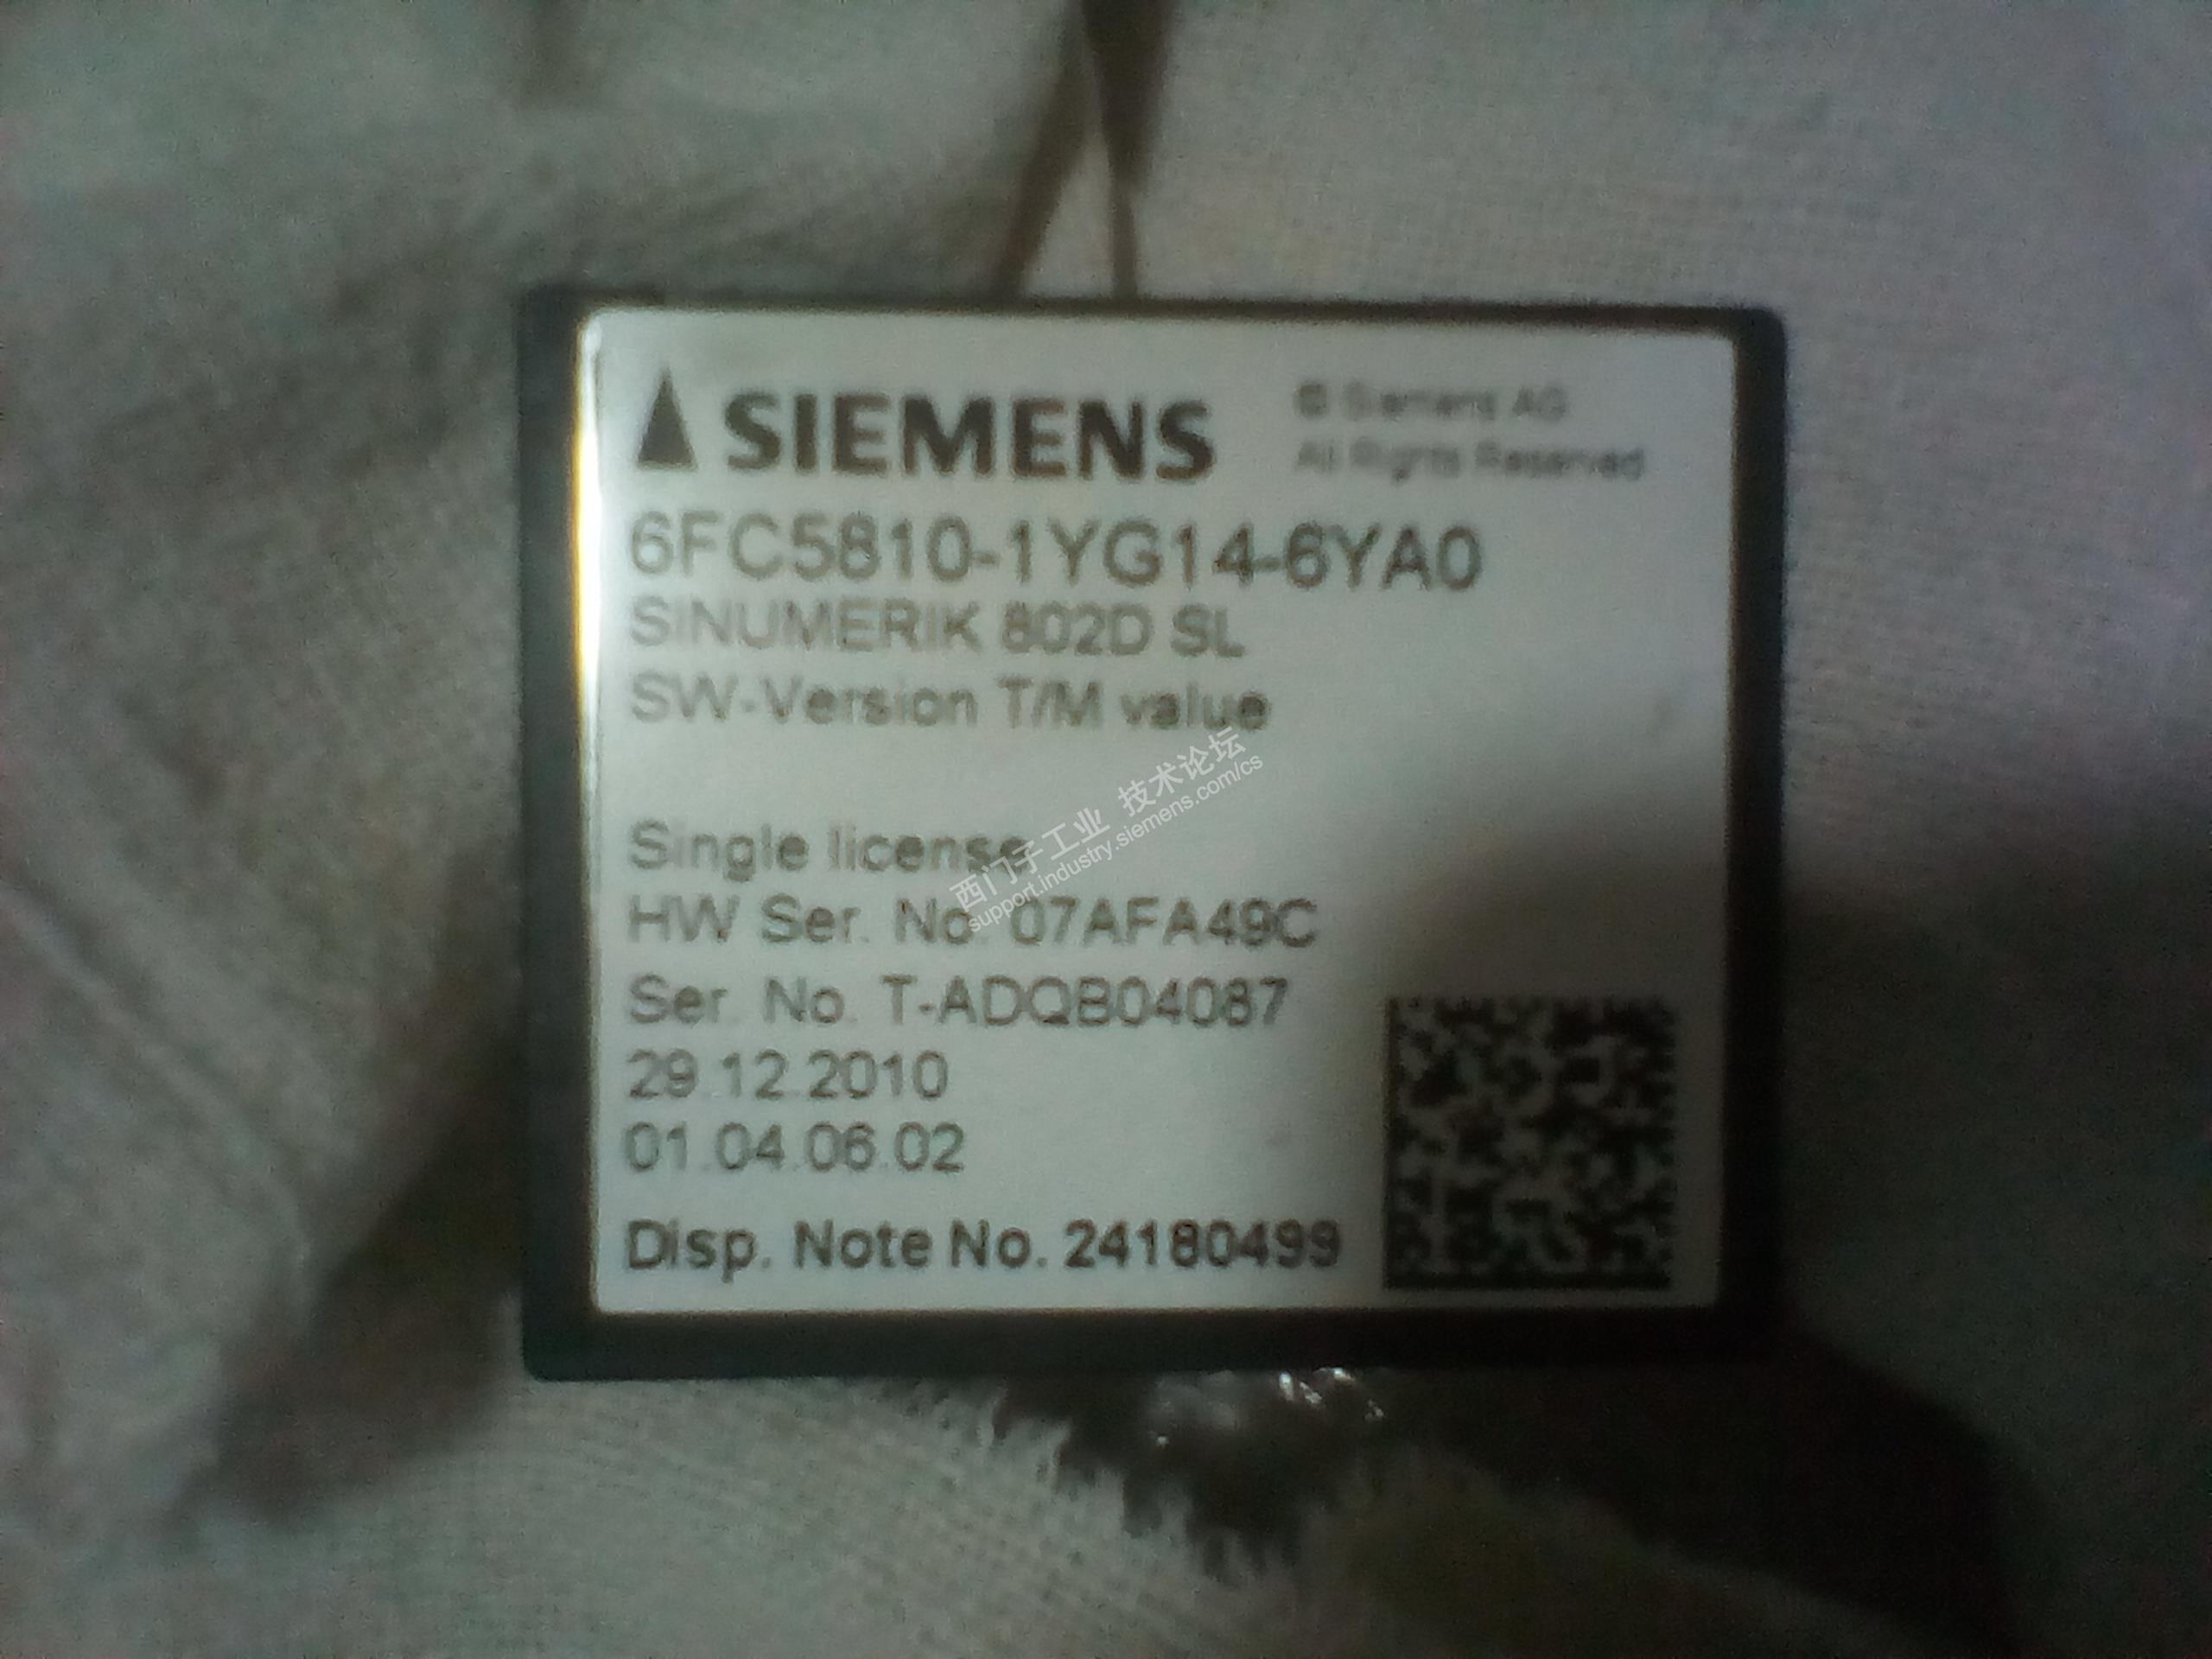 SIEMENS
© Siemens AG
All Rights Reserved
6FC5810-1YG14-6YA0
SINUMERIK 802D SL
SW-Version T/M value
Single license
HW Ser. No. 07AFA49C
Ser. No. T-ADQB04087
29.12.2010
01.04.06.02
Disp. Note No. 24180499
西门子工业 技术论坛
support.industry.siemens.com/cs